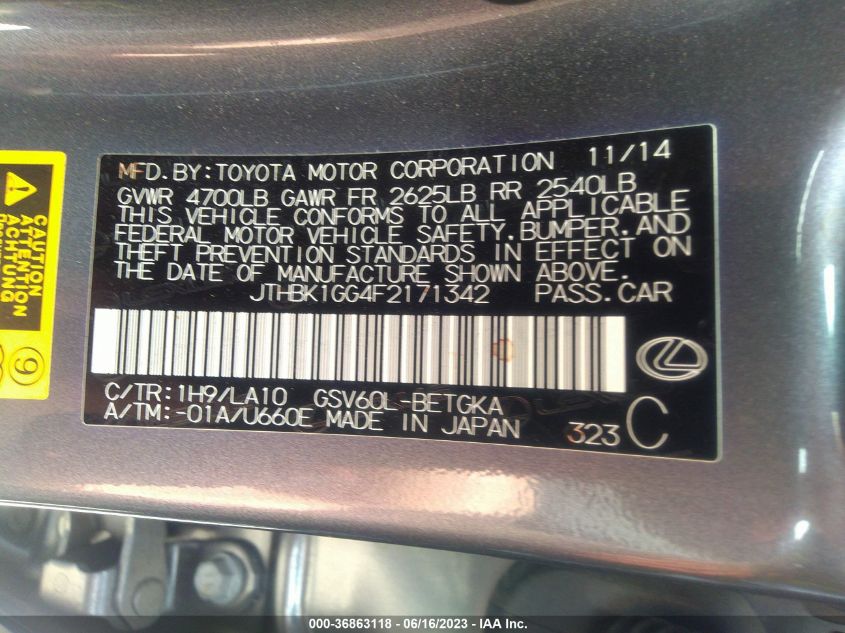 MFD. BY: TOYOTA MOTOR CORPORATION 11/14
GVWR 4700LB GAWR FR 2625LB RR 2540LB
THIS VEHICLE CONFORMS TO ALL APPLICABLE
FEDERAL MOTOR VEHICLE SAFETY, BUMPER, AND
THEFT PREVENTION STANDARDS IN EFFECT ON
THE DATE OF MANUFACTURE SHOWN ABOVE.
JTHBK1GG4F2171342 PASS. CAR
C/TR: 1H9/LA10 GSV60L-BETGKA
A/TM: -01A/U660E MADE IN JAPAN 323 C
CAUTION
ATTENTION
ACHTUNG
9
000-36863118 - 06/16/2023 - IAA Inc.